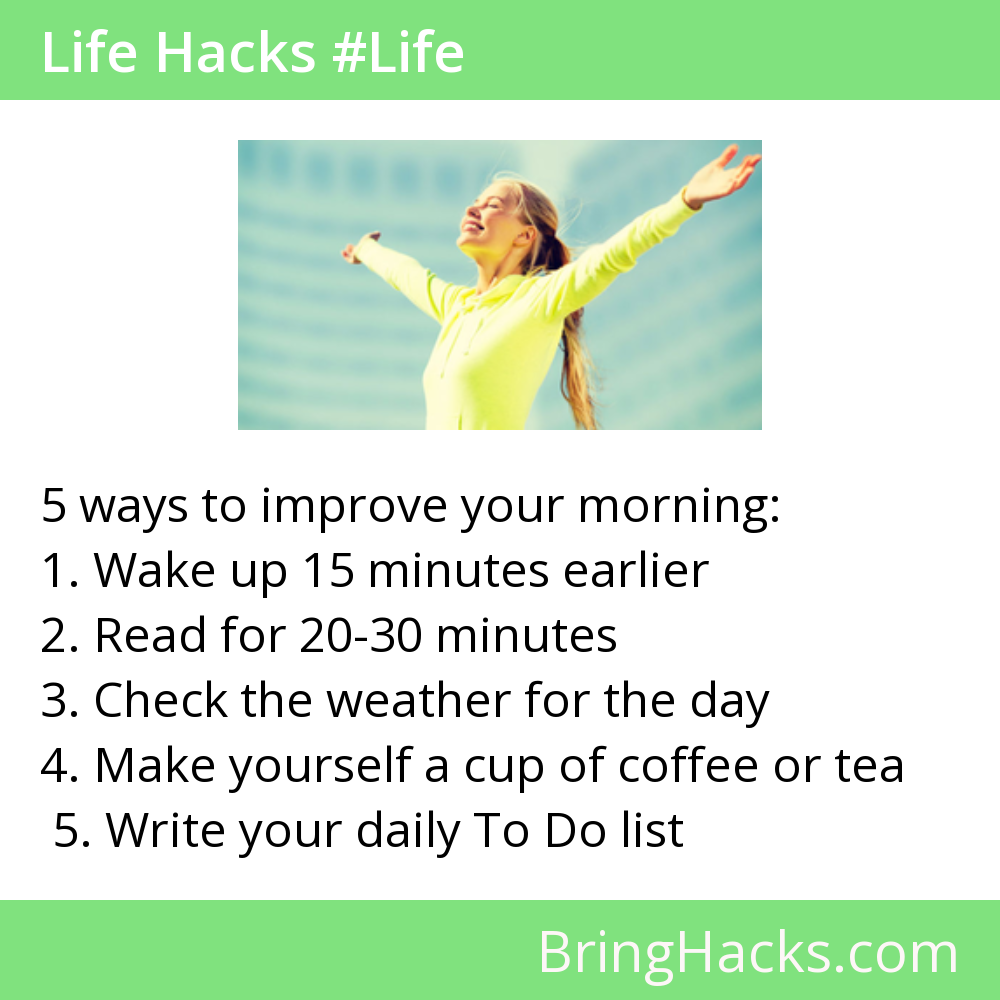 Life Hacks #Life
5 ways to improve your morning:
1. Wake up 15 minutes earlier
2. Read for 20-30 minutes
3. Check the weather for the day
4. Make yourself a cup of coffee or tea
5. Write your daily To Do list
BringHacks.com